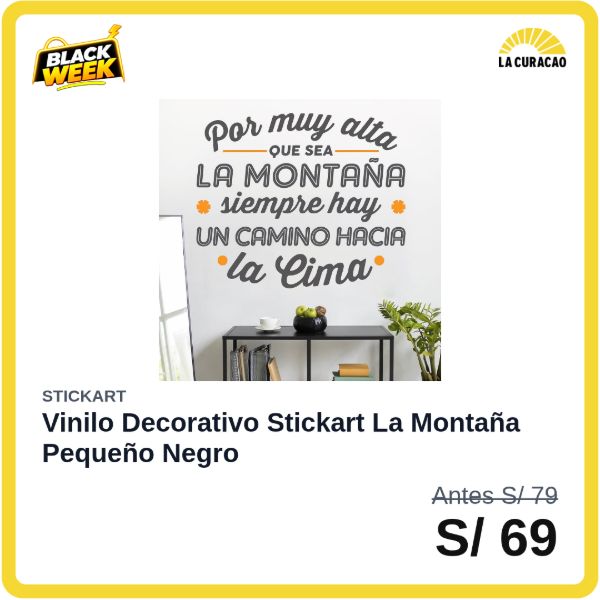 BLACK
WEEK
LA CURACAO
Por muy alta
QUE SEA
LA MONTAÑA
siempre hay
UN CAMINO HACIA
la Cima
STICKART
Vinilo Decorativo Stickart La Montaña
Pequeño Negro
Antes S/ 79
S/ 69